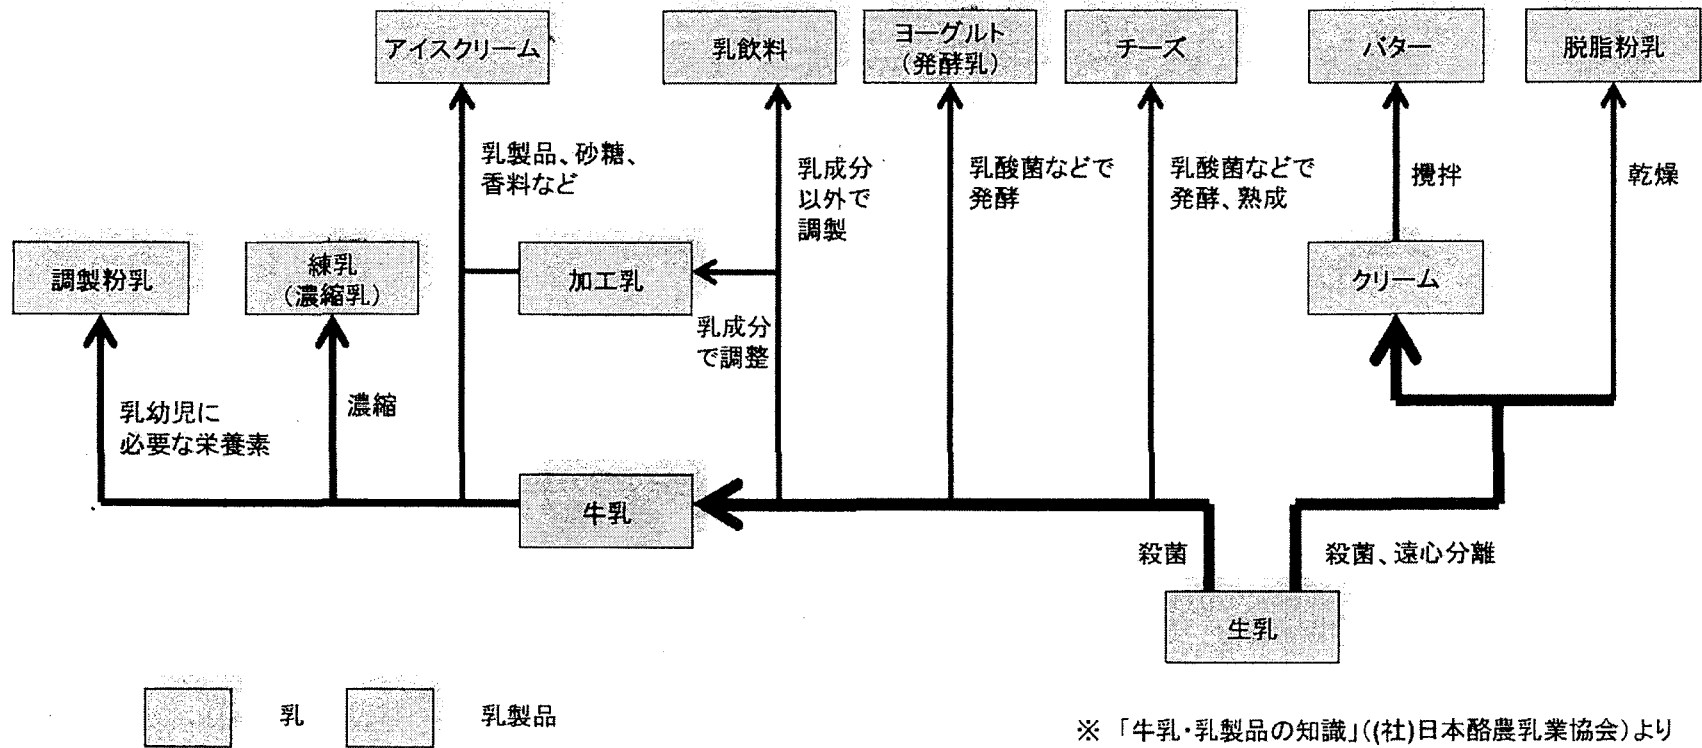 アイスクリーム
乳飲料
ヨーグルト
(発酵乳)
チーズ
バター
脱脂粉乳
乳製品、砂糖、
香料など
乳成分
以外で
調製
乳酸菌などで
発酵
乳酸菌などで
発酵、熟成
攪拌
乾燥
調製粉乳
練乳
(濃縮乳)
加工乳
クリーム
乳成分
で調整
乳幼児に
必要な栄養素
濃縮
牛乳
殺菌
殺菌、遠心分離
生乳
乳
乳製品
※ 「牛乳・乳製品の知識」((社)日本酪農乳業協会)より